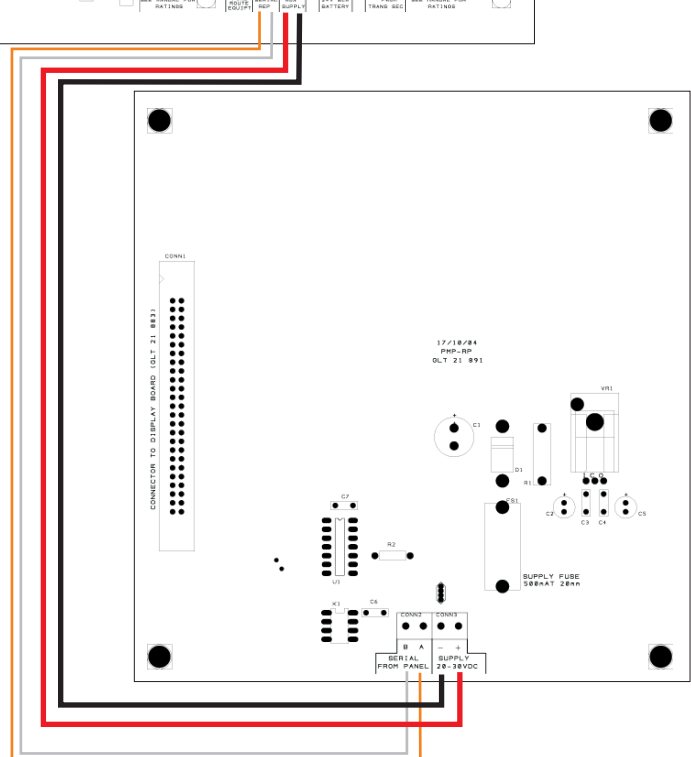 ROUTE
EQUIPT
REP
SUPPLY
BATTERY
TRANS SEC
RATINGS
RATINGS
CONN1
CONNECTOR TO DISPLAY BOARD (OLT 21 883)
17/10/04
PMP-RP
OLT 21 891
VR1
+
C1
D1
R1
I C O
FS1
+
C2
C3
C4
+
C5
C7
U1
R2
SUPPLY FUSE
500mAT 20mm
K1
C6
CONN2
CONN3
B A - +
SERIAL
FROM PANEL
SUPPLY
20-30VDC